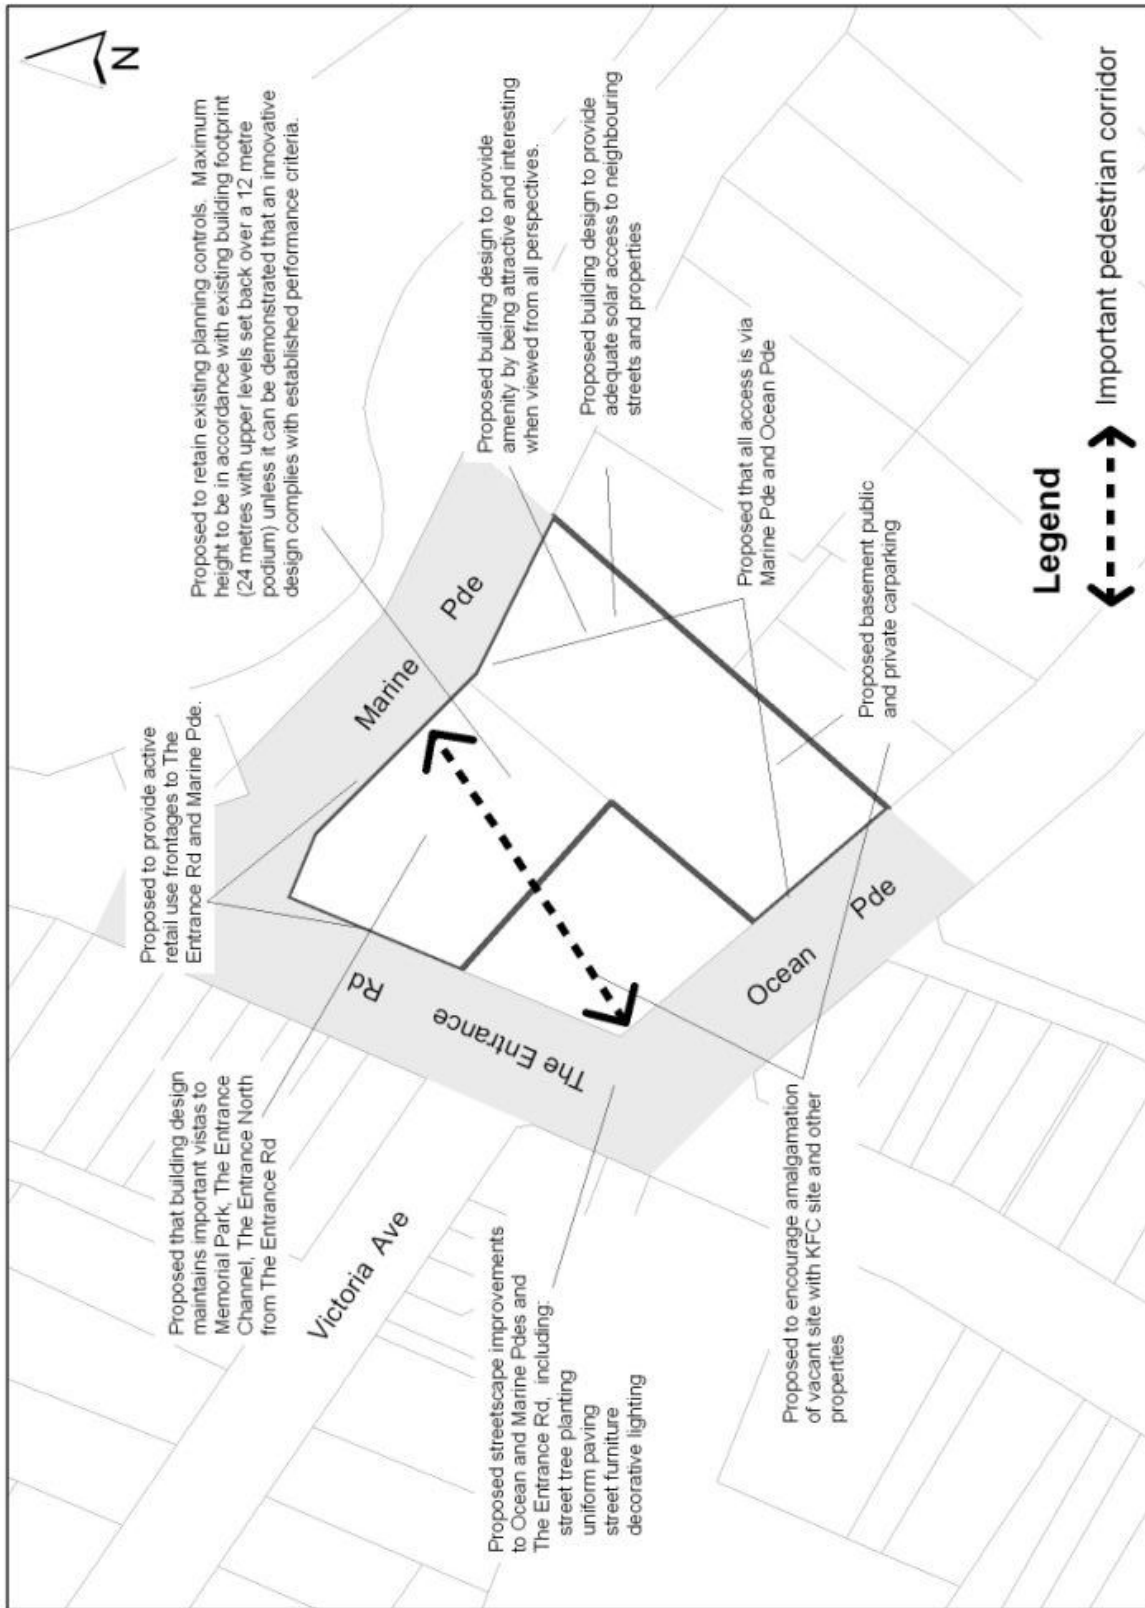 Proposed that building design
maintains important vistas to
Memorial Park, The Entrance
Channel, The Entrance North
from The Entrance Rd
Proposed to provide active
retail use frontages to The
Entrance Rd and Marine Pde.
Proposed to retain existing planning controls. Maximum
height to be in accordance with existing building footprint
(24 metres with upper levels set back over a 12 metre
podium) unless it can be demonstrated that an innovative
design complies with established performance criteria.
N
Victoria Ave
The Entrance Rd
Marine Pde
Ocean Pde
Proposed building design to provide
amenity by being attractive and interesting
when viewed from all perspectives.
Proposed building design to provide
adequate solar access to neighbouring
streets and properties
Proposed streetscape improvements
to Ocean and Marine Pdes and
The Entrance Rd, including:
street tree planting
uniform paving
street furniture
decorative lighting
Proposed that all access is via
Marine Pde and Ocean Pde
Proposed to encourage amalgamation
of vacant site with KFC site and other
properties
Proposed basement public
and private carparking
Legend
Important pedestrian corridor